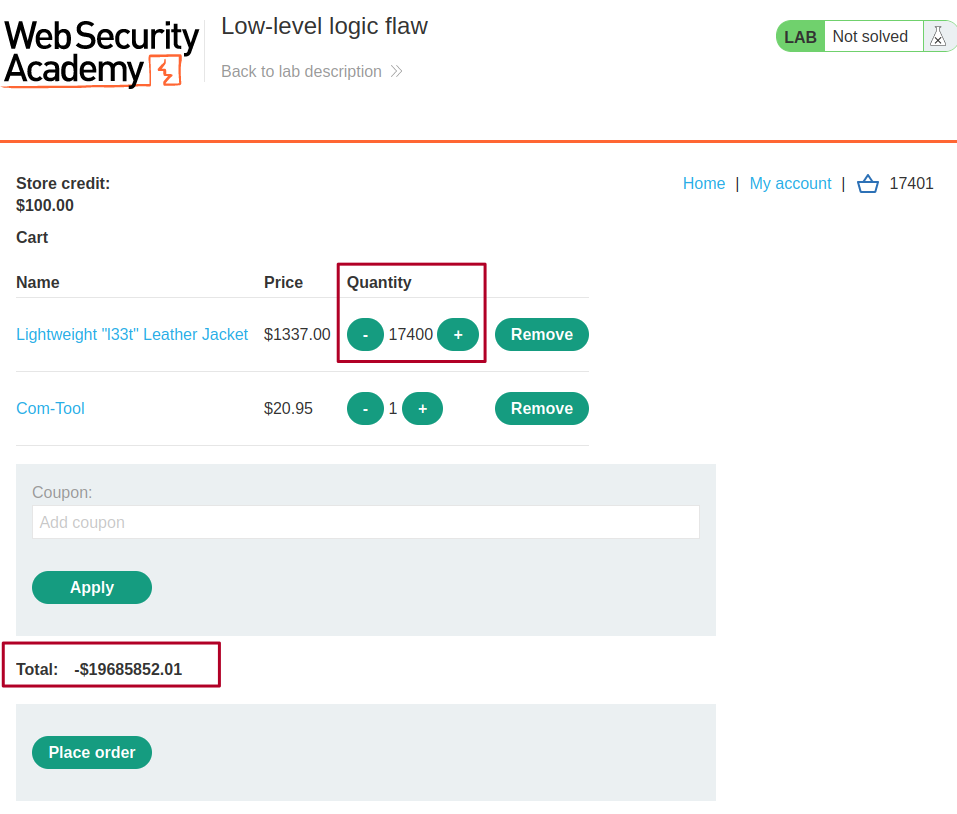 Web Security
Academy
Low-level logic flaw
Back to lab description
LAB Not solved
Store credit:
$100.00
Home | My account | 17401
Cart
Name Price Quantity
Lightweight "l33t" Leather Jacket $1337.00 - 17400 + Remove
Com-Tool $20.95 - 1 + Remove
Coupon:
Add coupon
Apply
Total: -$19685852.01
Place order